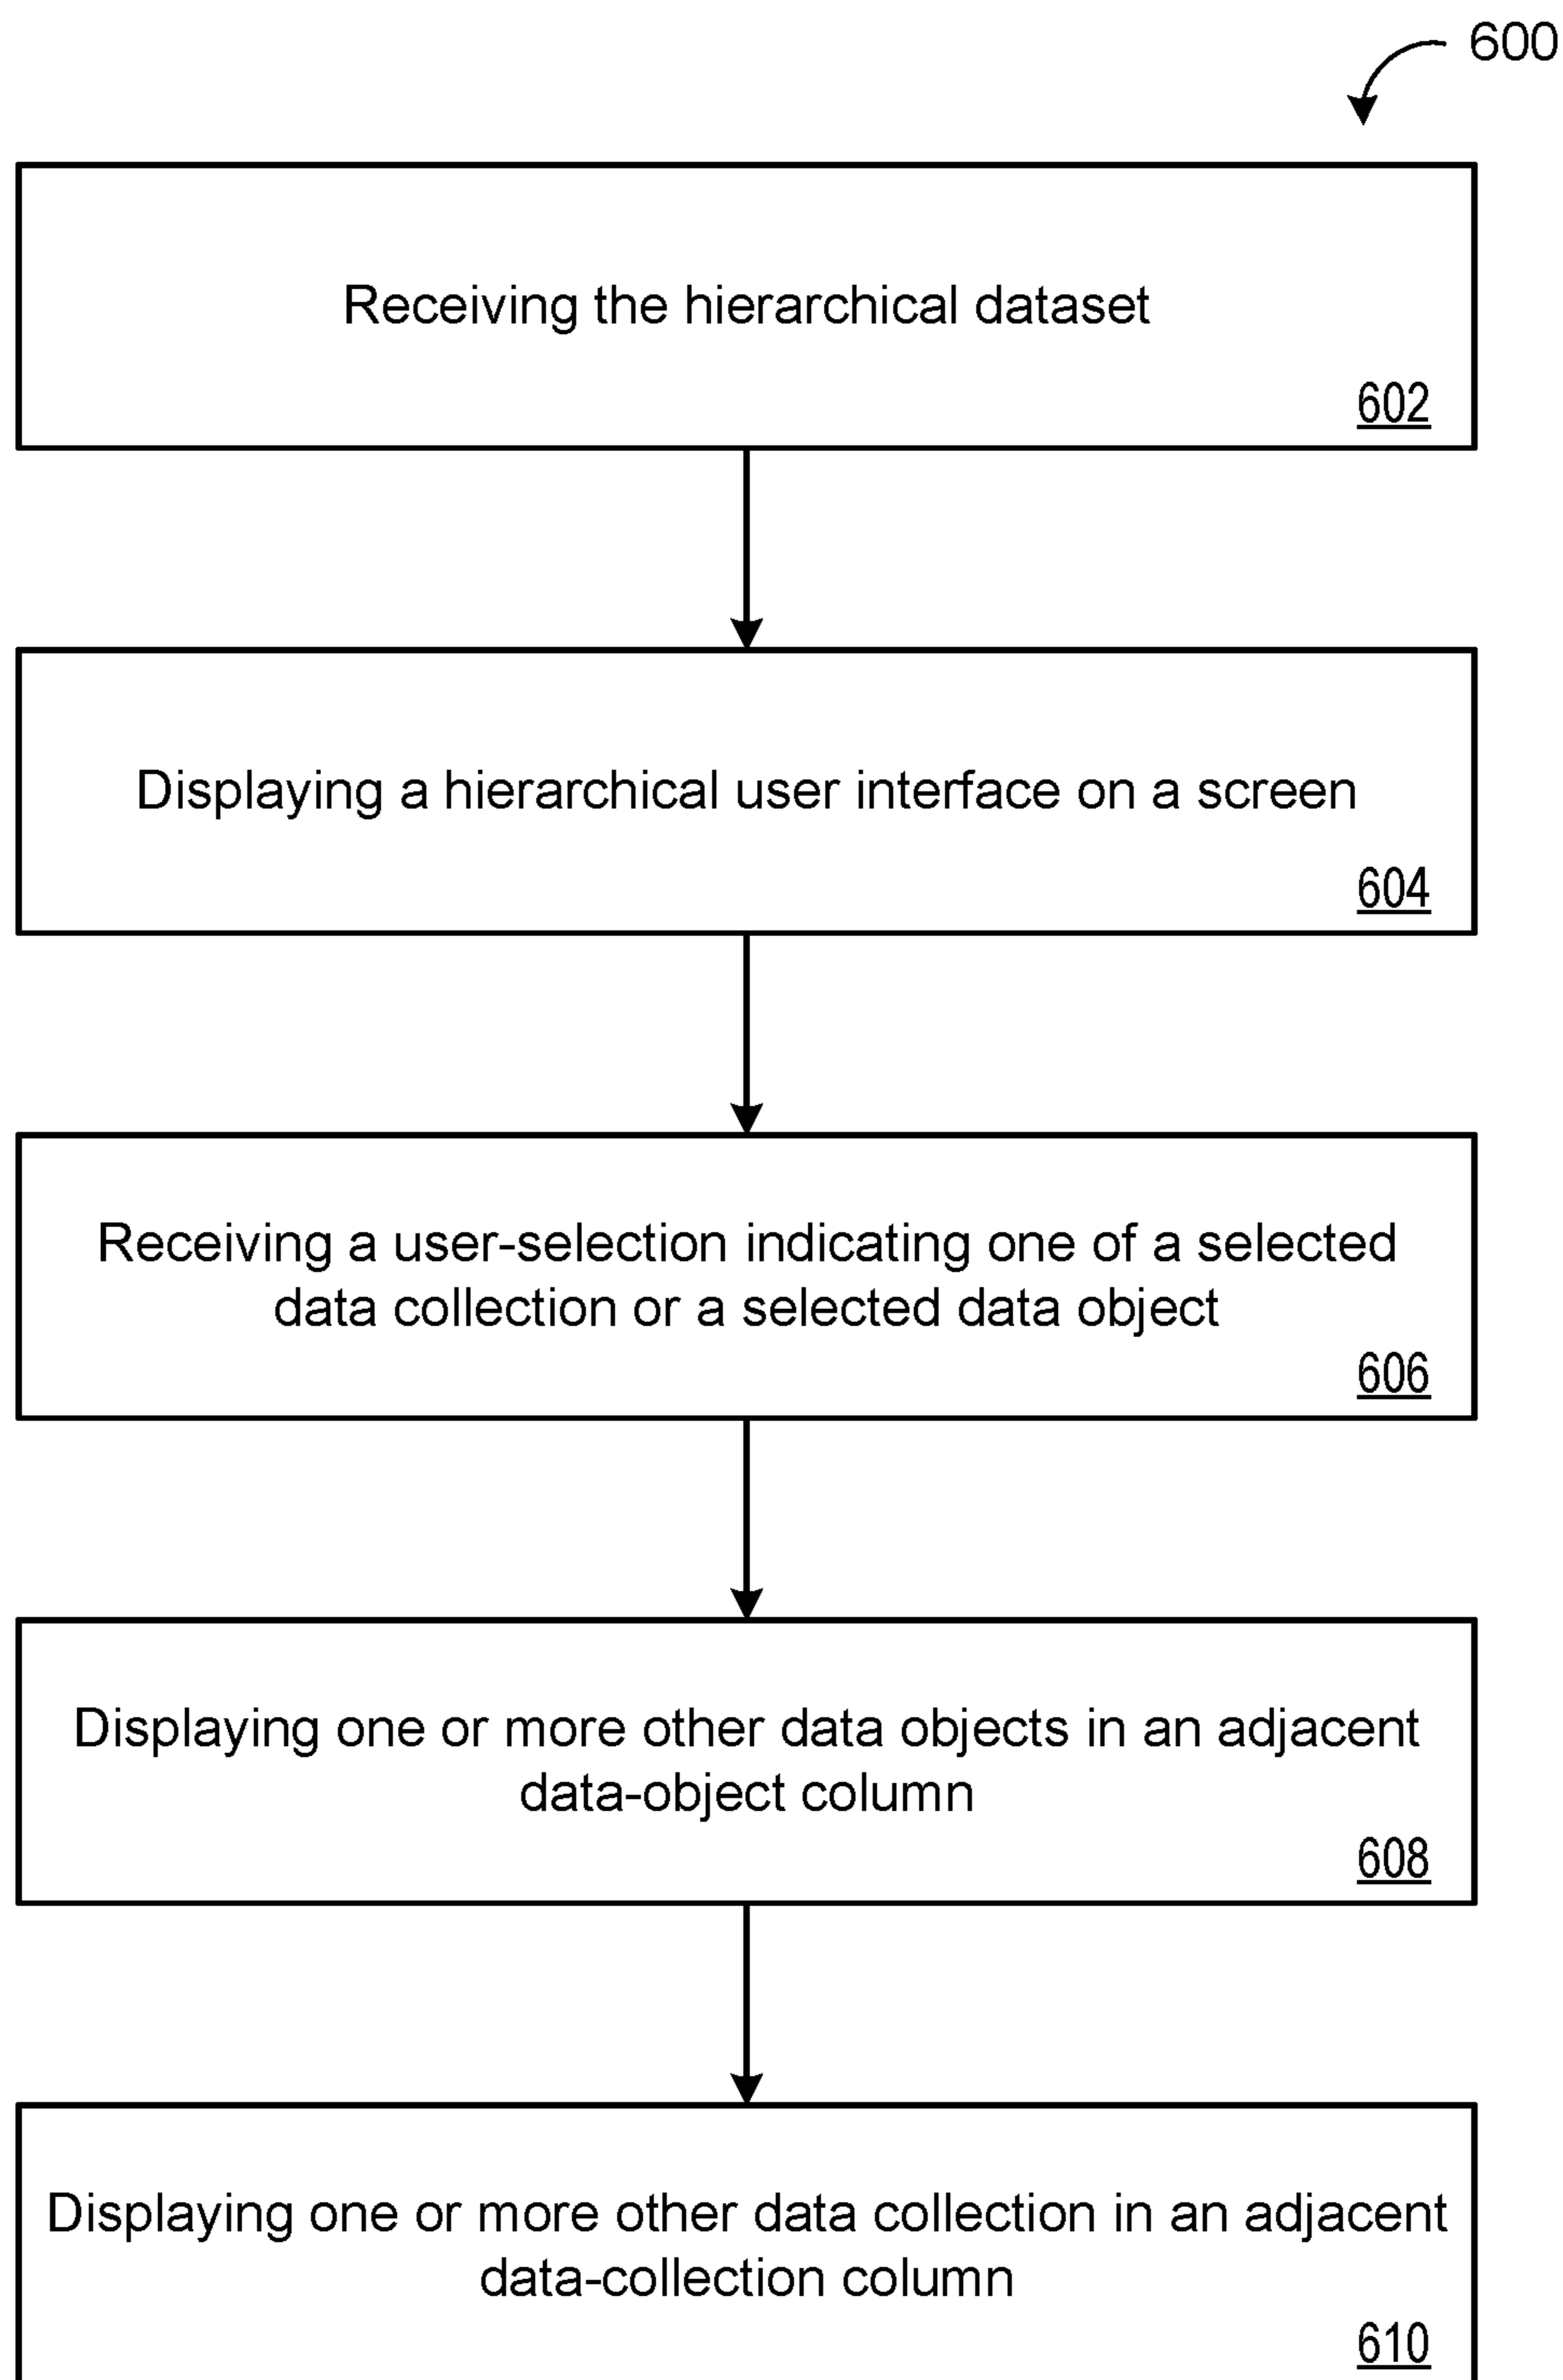 600
Receiving the hierarchical dataset
602
Displaying a hierarchical user interface on a screen
604
Receiving a user-selection indicating one of a selected
data collection or a selected data object
606
Displaying one or more other data objects in an adjacent
data-object column
608
Displaying one or more other data collection in an adjacent
data-collection column
610